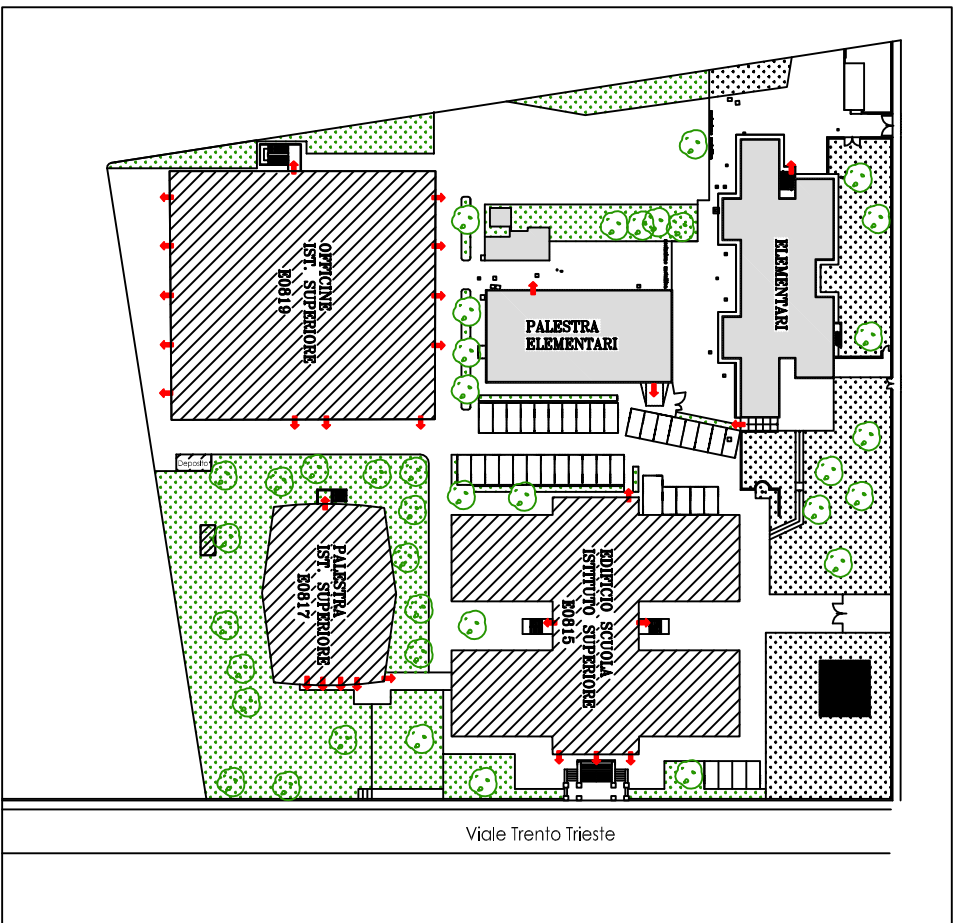 OFFICINE
IST. SUPERIORE
E0819
PALESTRA
ELEMENTARI
ELEMENTARI
Deposito
PALESTRA
IST. SUPERIORE
E0817
EDIFICIO SCUOLA
ISTITUTO SUPERIORE
E0815
Viale Trento Trieste